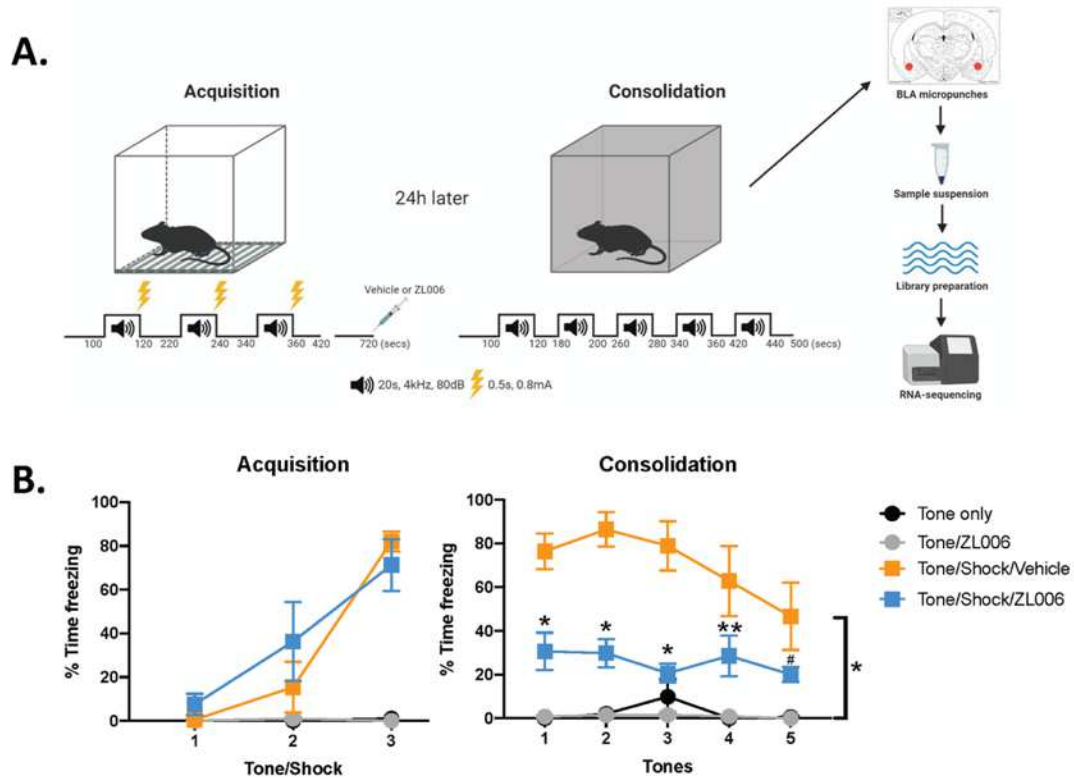 A.
Acquisition
Consolidation
24h later
Vehicle or ZL006
100 120 220 240 340 360 420 720 (secs)
100 120 180 200 260 280 340 360 420 440 500 (secs)
20s, 4kHz, 80dB 0.5s, 0.8mA
BLA micropunches
Sample suspension
Library preparation
RNA-sequencing
B.
Acquisition
% Time freezing
100
80
60
40
20
0
1 2 3
Tone/Shock
Consolidation
% Time freezing
100
80
60
40
20
0
* * * ** #
*
1 2 3 4 5
Tones
Tone only
Tone/ZL006
Tone/Shock/Vehicle
Tone/Shock/ZL006